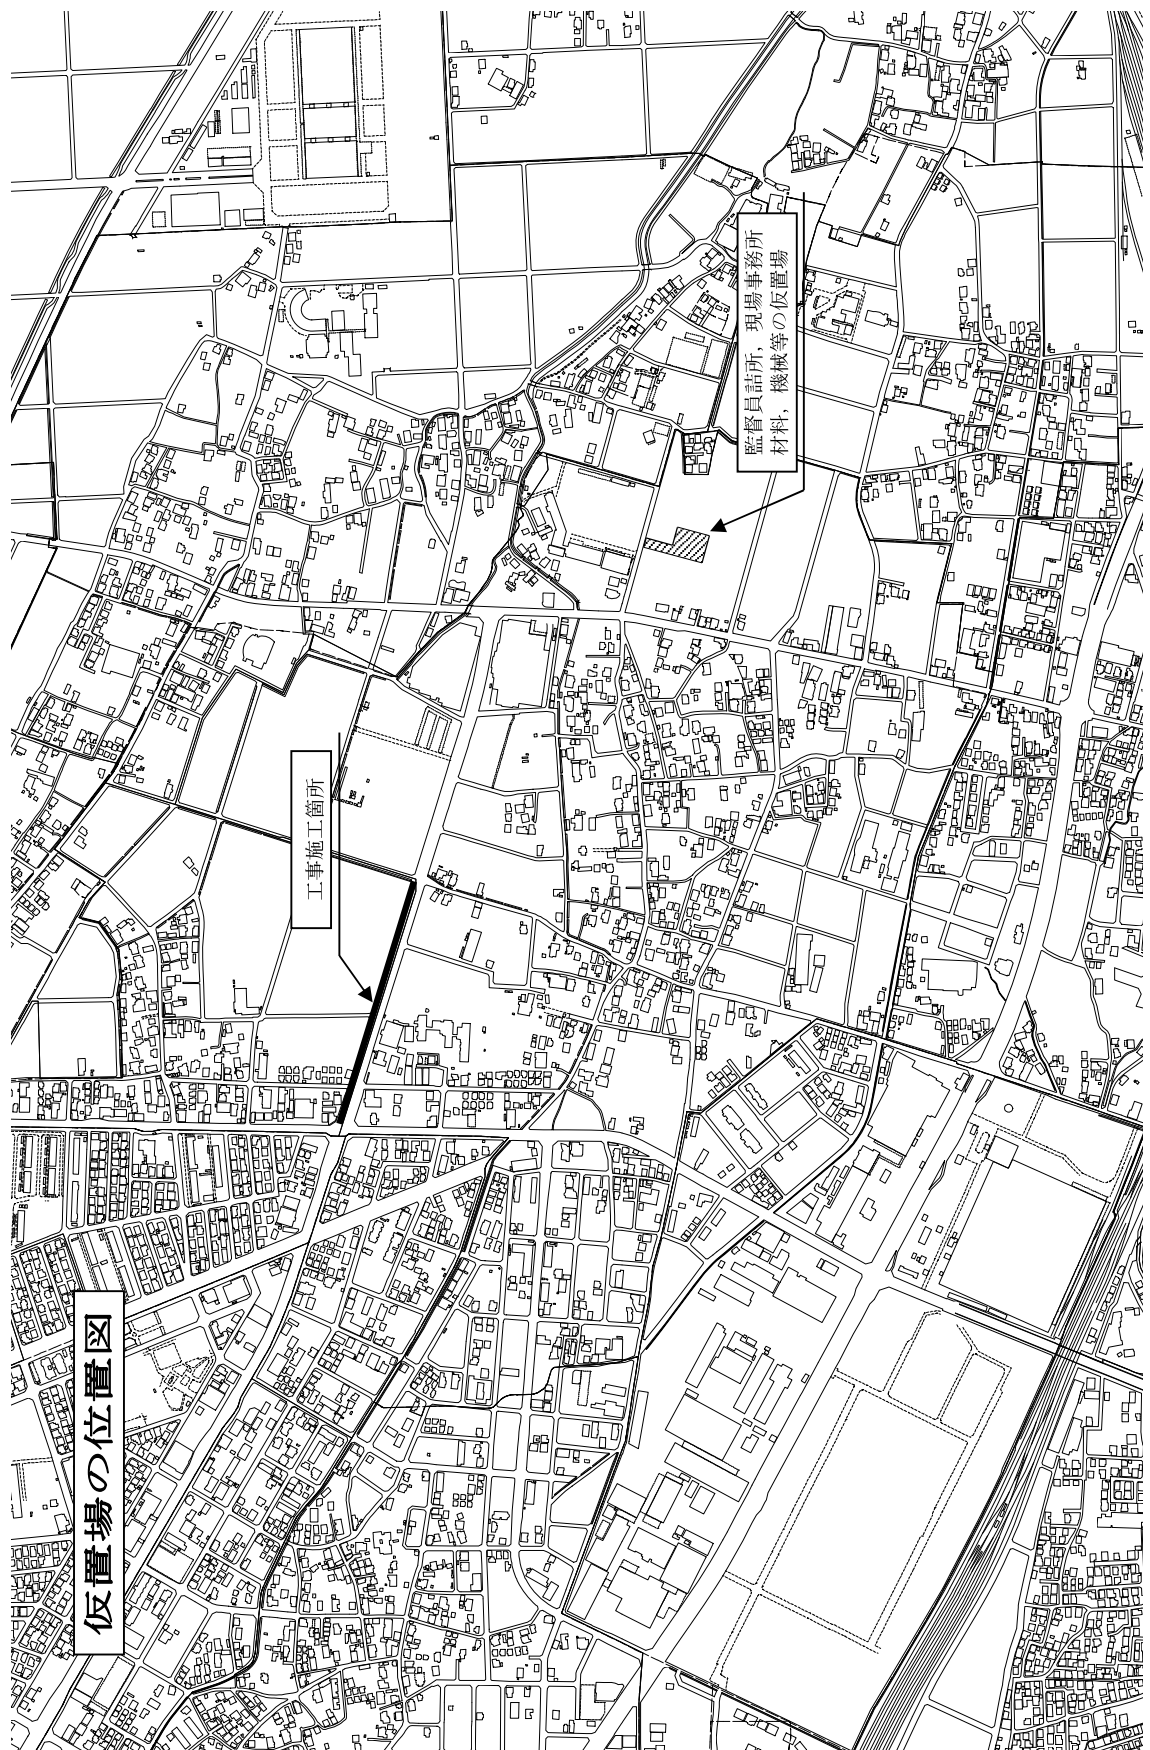 仮置場の位置図
工事施工箇所
監督員詰所，現場事務所
材料，機械等の仮置場